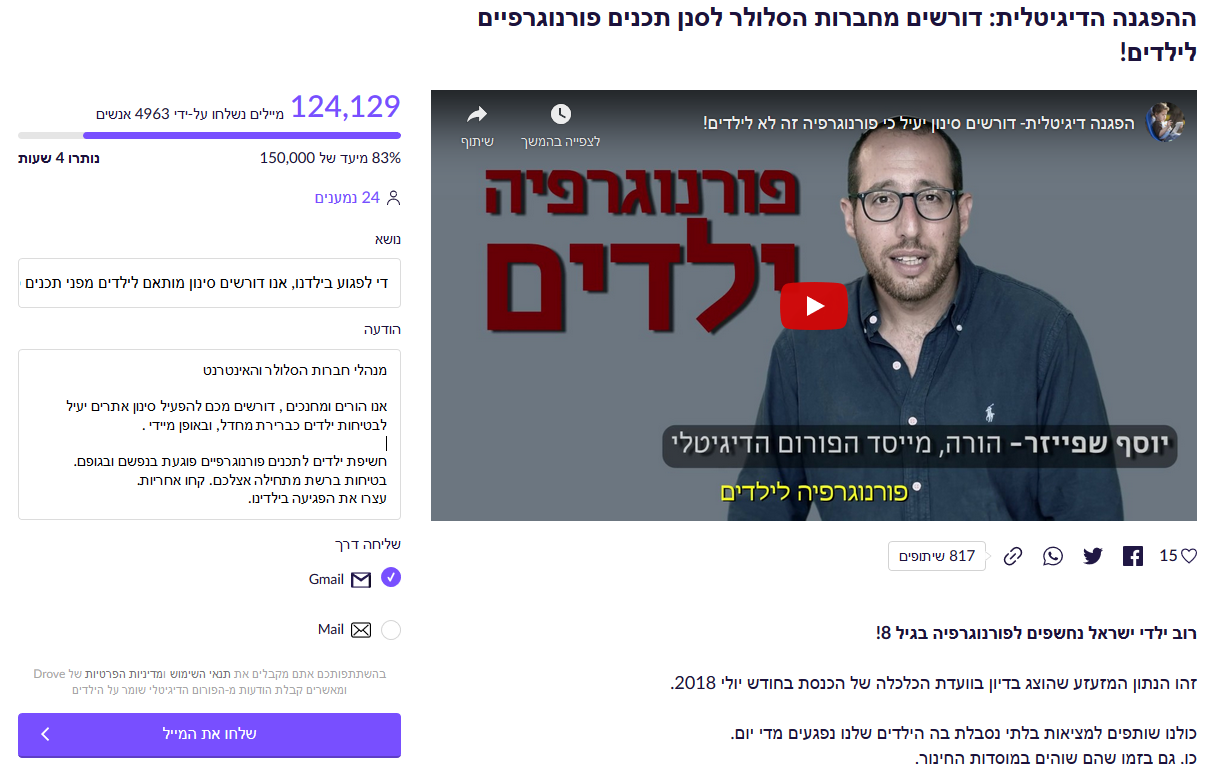 ההפגנה הדיגיטלית: דורשים מחברות הסלולר לסנן תכנים פורנוגרפיים
לילדים!
הפגנה דיגיטלית- דורשים סינון יעיל כי פורנוגרפיה זה לא לילדים!
לצפייה בהמשך
שיתוף
פורנוגרפיה
ילדים
יוסף שפייזר- הורה, מייסד הפורום הדיגיטלי
פורנוגרפיה לילדים
15
817 שיתופים
רוב ילדי ישראל נחשפים לפורנוגרפיה בגיל 8!
זהו הנתון המזעזע שהוצג בדיון בוועדת הכלכלה של הכנסת בחודש יולי 2018.
כולנו שותפים למציאות בלתי נסבלת בה הילדים שלנו נפגעים מדי יום.
כו. גם בזמן שהם שוהים במוסדות החינוך.
124,129 מיילים נשלחו על-ידי 4963 אנשים
83% מיעד של 150,000
נותרו 4 שעות
24 נמענים
נושא
די לפגוע בילדנו, אנו דורשים סינון מותאם לילדים מפני תכנים
הודעה
מנהלי חברות הסלולר והאינטרנט
אנו הורים ומחנכים , דורשים מכם להפעיל סינון אתרים יעיל
לבטיחות ילדים כברירת מחדל, ובאופן מיידי .
חשיפת ילדים לתכנים פורנוגרפיים פוגעת בנפשם ובגופם.
בטיחות ברשת מתחילה אצלכם. קחו אחריות.
עצרו את הפגיעה בילדינו.
שליחה דרך
Gmail
Mail
בהשתתפותכם אתם מקבלים את תנאי השימוש ומדיניות הפרטיות של Drove
ומאשרים קבלת הודעות מ-הפורום הדיגיטלי שומר על הילדים
שלחו את המייל